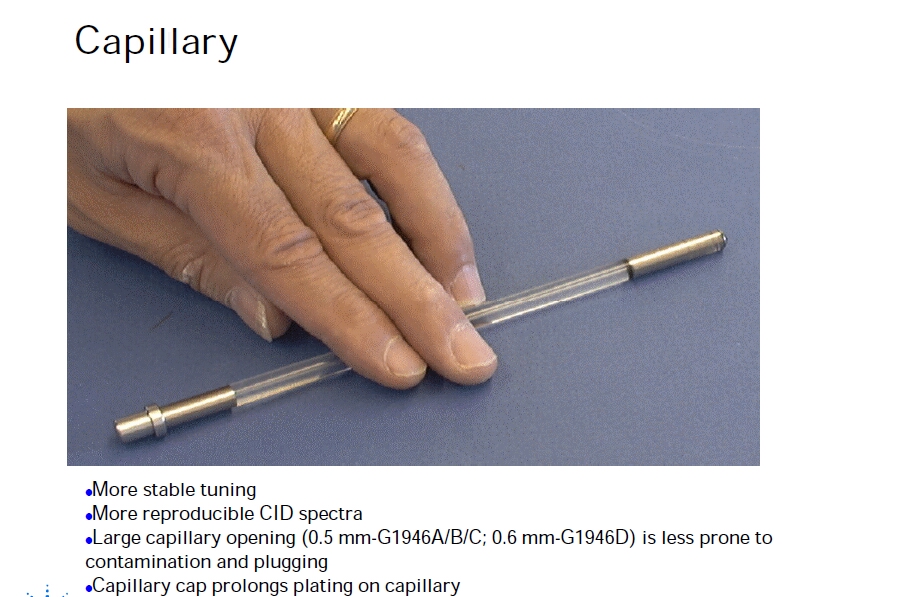 Capillary
•More stable tuning
•More reproducible CID spectra
•Large capillary opening (0.5 mm-G1946A/B/C; 0.6 mm-G1946D) is less prone to
contamination and plugging
•Capillary cap prolongs plating on capillary